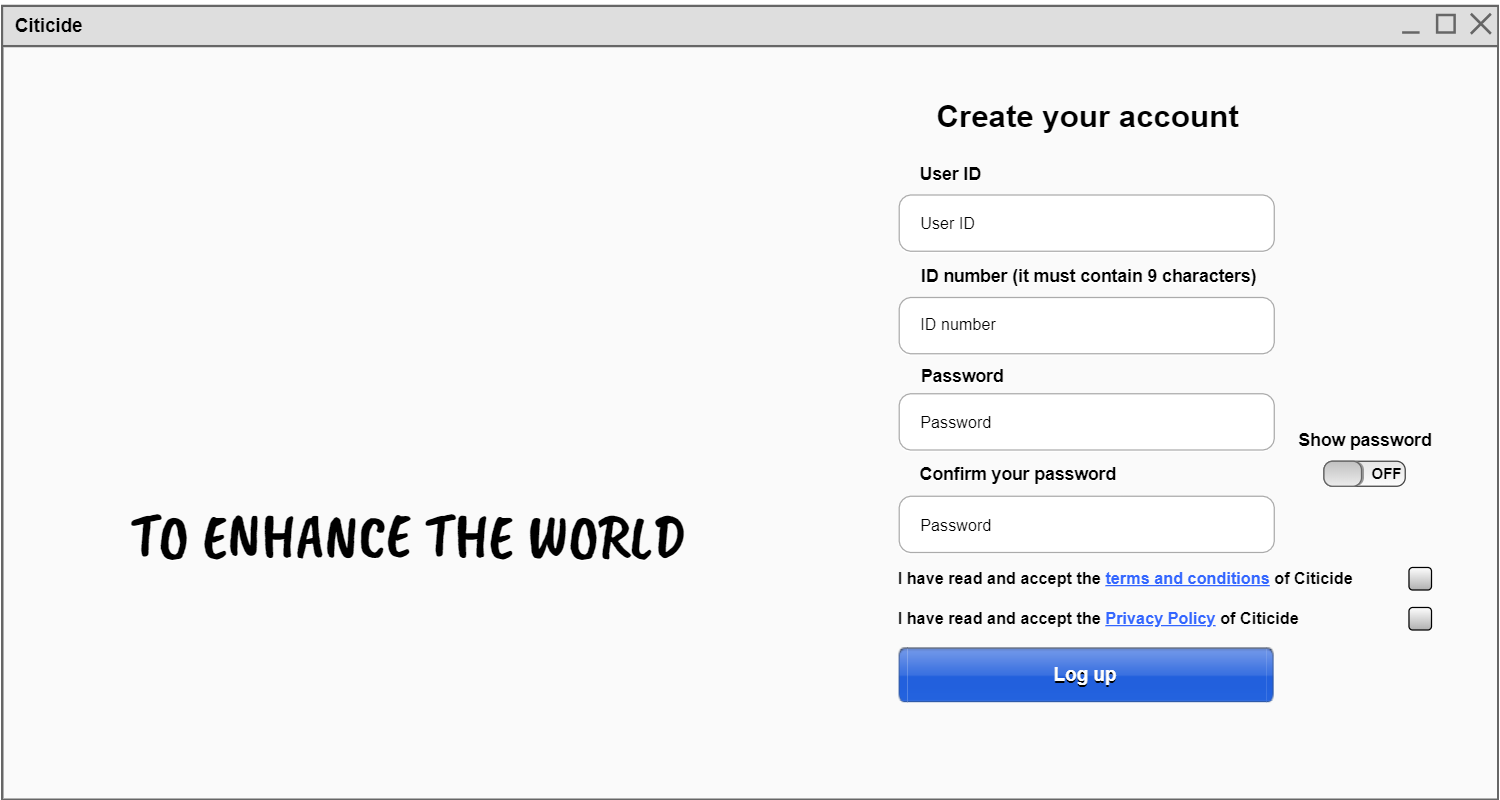 Citicide
Create your account
User ID
User ID
ID number (it must contain 9 characters)
ID number
Password
Password
Show password
OFF
Confirm your password
Password
TO ENHANCE THE WORLD
I have read and accept the terms and conditions of Citicide
I have read and accept the Privacy Policy of Citicide
Log up